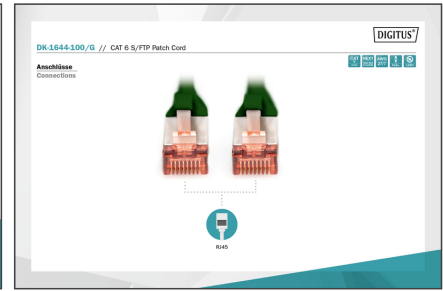 DIGITUS®
DK-1644-100/G // CAT 6 S/FTP Patch Cord
Anschlüsse
Connections
RJ45